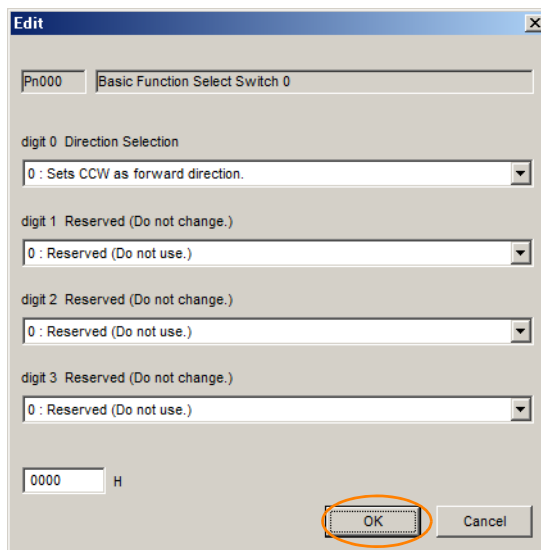 Edit
Pn000 Basic Function Select Switch 0
digit 0 Direction Selection
0 : Sets CCW as forward direction.
digit 1 Reserved (Do not change.)
0 : Reserved (Do not use.)
digit 2 Reserved (Do not change.)
0 : Reserved (Do not use.)
digit 3 Reserved (Do not change.)
0 : Reserved (Do not use.)
0000 H
OK Cancel